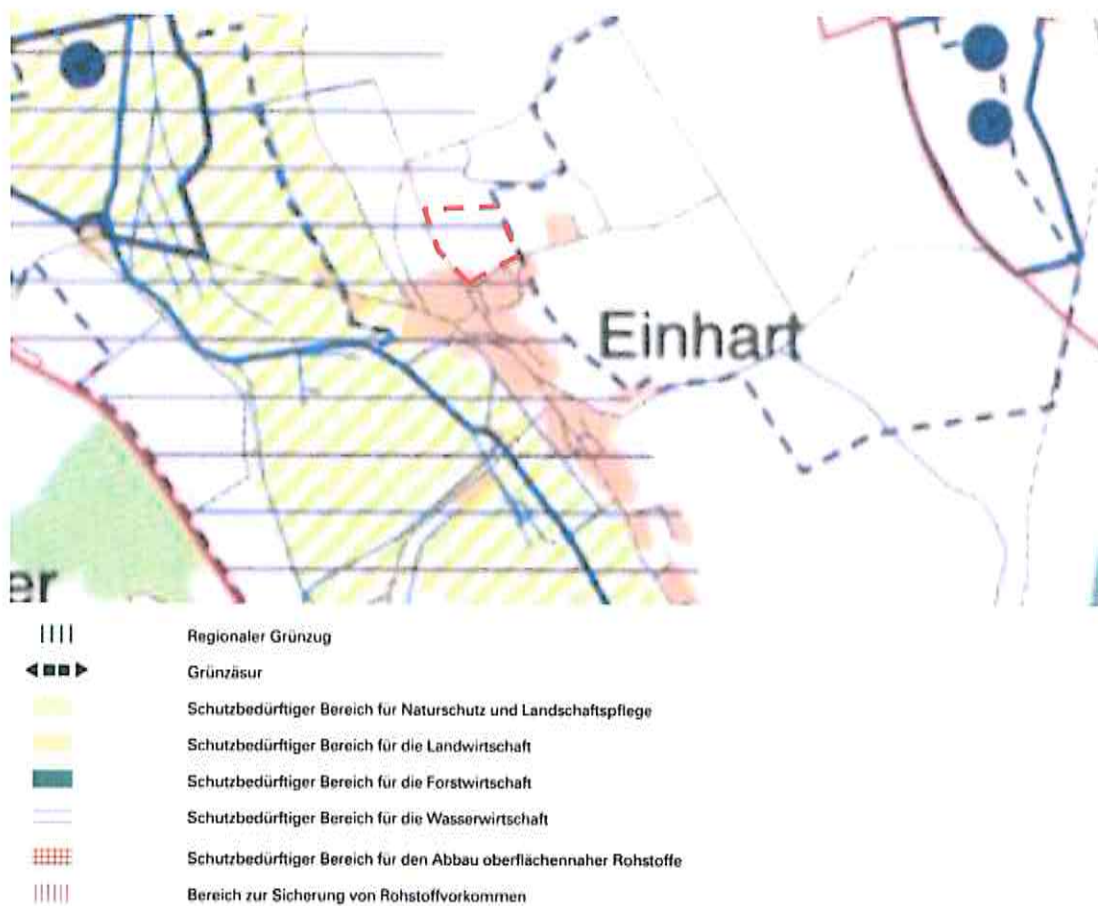 Einhart
er
Regionaler Grünzug
Grünzäsur
Schutzbedürftiger Bereich für Naturschutz und Landschaftspflege
Schutzbedürftiger Bereich für die Landwirtschaft
Schutzbedürftiger Bereich für die Forstwirtschaft
Schutzbedürftiger Bereich für die Wasserwirtschaft
Schutzbedürftiger Bereich für den Abbau oberflächennaher Rohstoffe
Bereich zur Sicherung von Rohstoffvorkommen